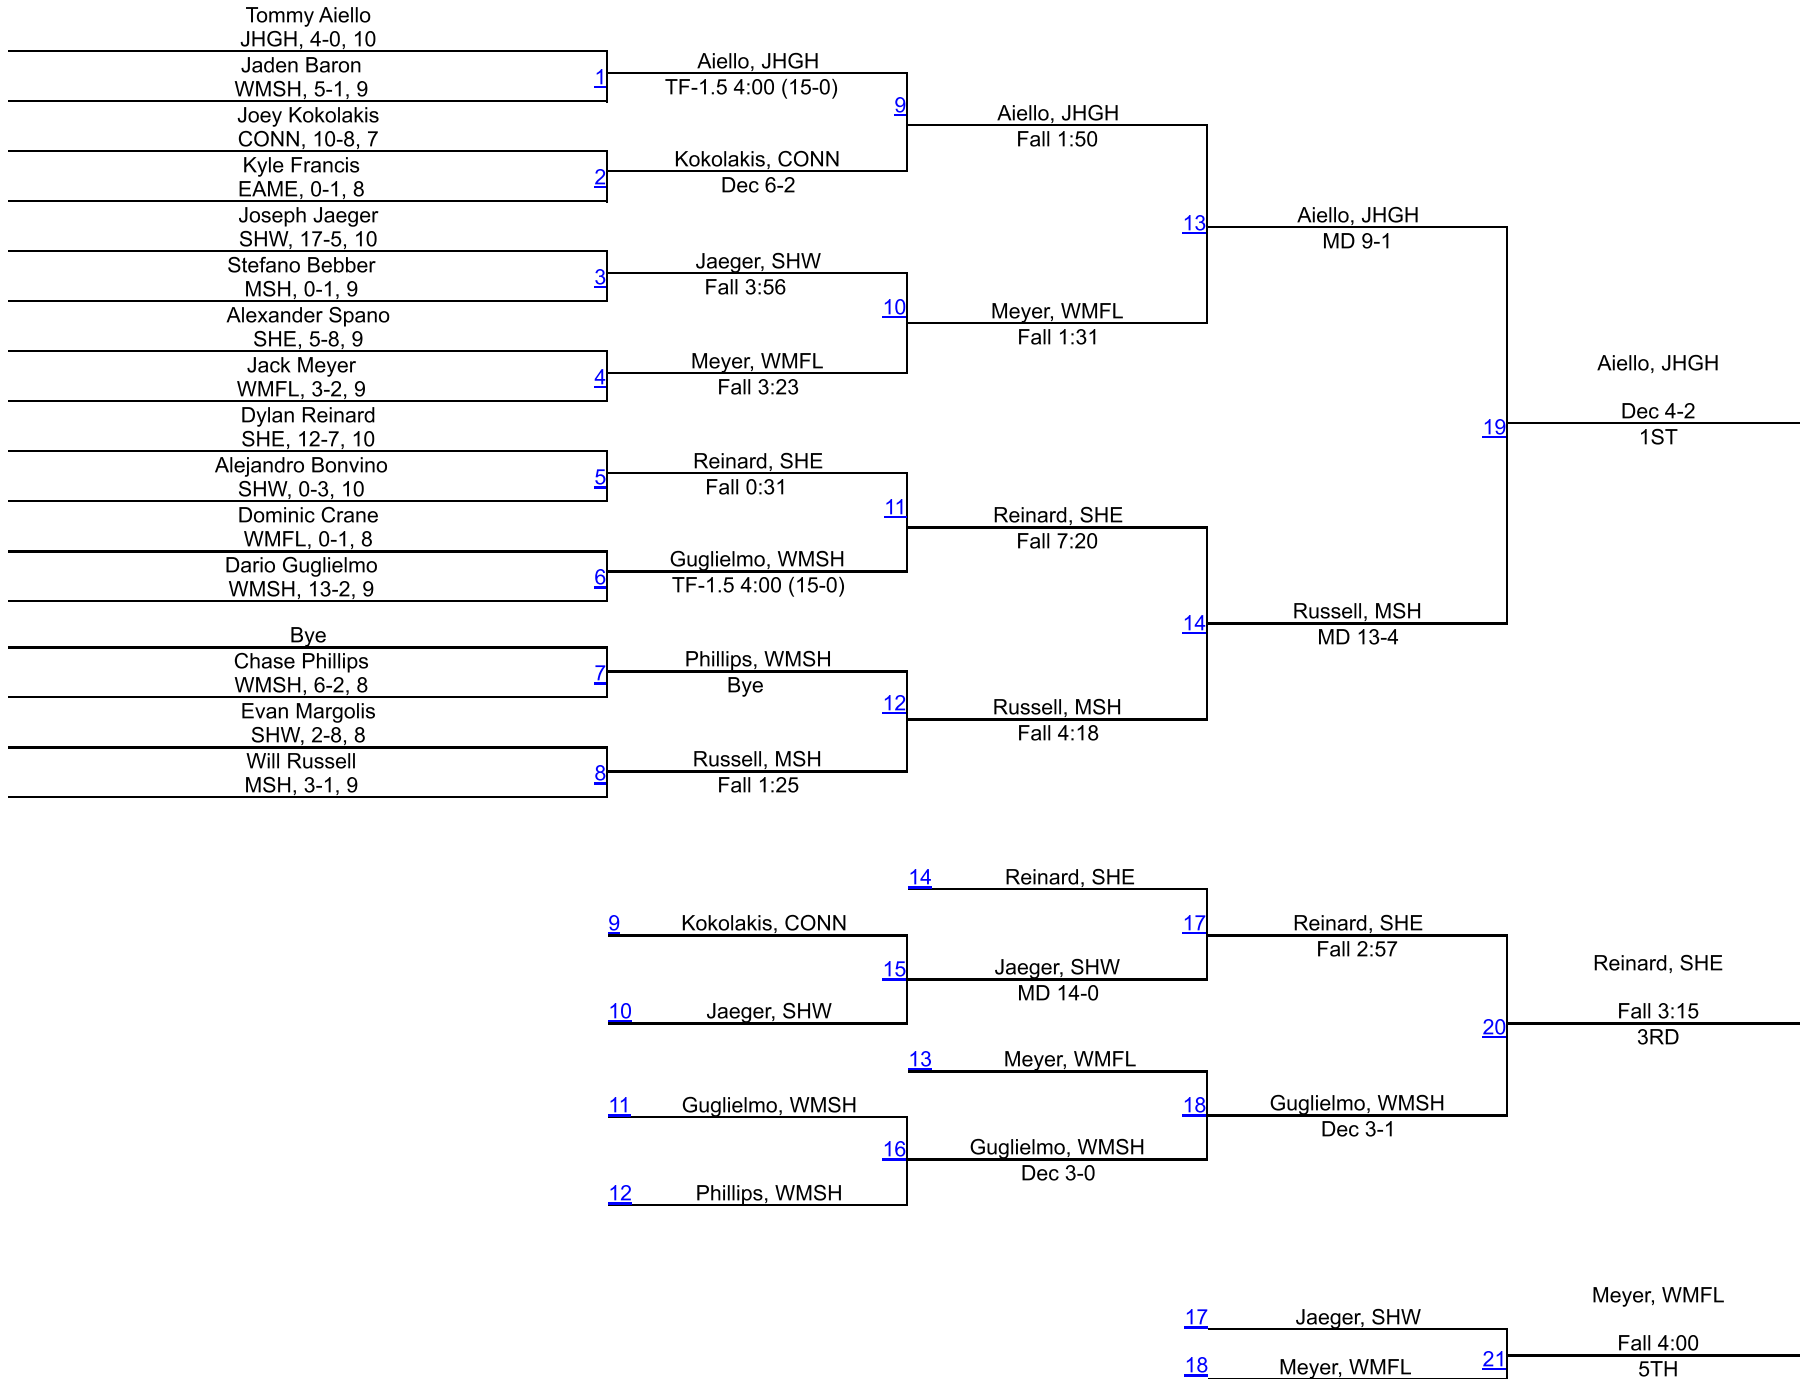 Tommy Aiello
JHGH, 4-0, 10
Jaden Baron
WMSH, 5-1, 9
1
Joey Kokolakis
CONN, 10-8, 7
Kyle Francis
EAME, 0-1, 8
2
Joseph Jaeger
SHW, 17-5, 10
Stefano Bebber
MSH, 0-1, 9
3
Alexander Spano
SHE, 5-8, 9
Jack Meyer
WMFL, 3-2, 9
4
Dylan Reinard
SHE, 12-7, 10
Alejandro Bonvino
SHW, 0-3, 10
5
Dominic Crane
WMFL, 0-1, 8
Dario Guglielmo
WMSH, 13-2, 9
6
Bye
Chase Phillips
WMSH, 6-2, 8
7
Evan Margolis
SHW, 2-8, 8
Will Russell
MSH, 3-1, 9
8
Aiello, JHGH
TF-1.5 4:00 (15-0)
9
Kokolakis, CONN
Dec 6-2
Jaeger, SHW
Fall 3:56
10
Meyer, WMFL
Fall 3:23
Reinard, SHE
Fall 0:31
11
Guglielmo, WMSH
TF-1.5 4:00 (15-0)
Phillips, WMSH
Bye
12
Russell, MSH
Fall 1:25
Aiello, JHGH
Fall 1:50
13
Meyer, WMFL
Fall 1:31
Reinard, SHE
Fall 7:20
14
Russell, MSH
Fall 4:18
Aiello, JHGH
MD 9-1
19
Russell, MSH
MD 13-4
Aiello, JHGH
Dec 4-2
1ST
9
Kokolakis, CONN
15
10
Jaeger, SHW
11
Guglielmo, WMSH
16
12
Phillips, WMSH
14
Reinard, SHE
17
Jaeger, SHW
MD 14-0
13
Meyer, WMFL
18
Guglielmo, WMSH
Dec 3-0
Reinard, SHE
Fall 2:57
20
Guglielmo, WMSH
Dec 3-1
Reinard, SHE
Fall 3:15
3RD
17
Jaeger, SHW
18
Meyer, WMFL
21
Meyer, WMFL
Fall 4:00
5TH